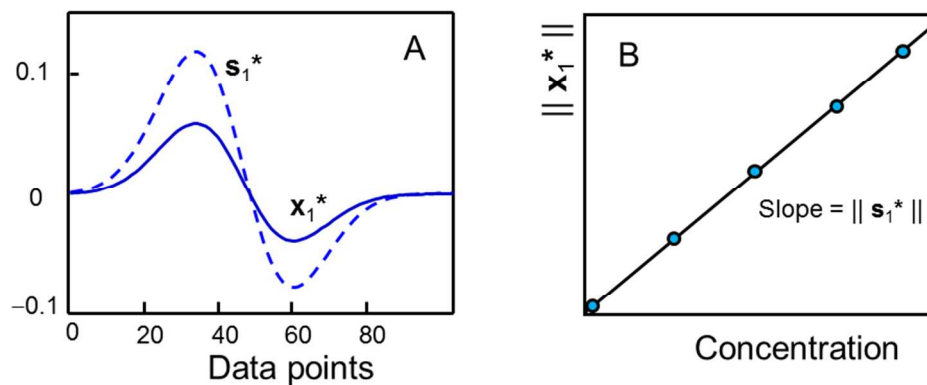 A
0.1
s₁*
0
x₁*
−0.1
0 20 40 60 80
Data points
B
|| x₁* ||
Slope = || s₁* ||
Concentration